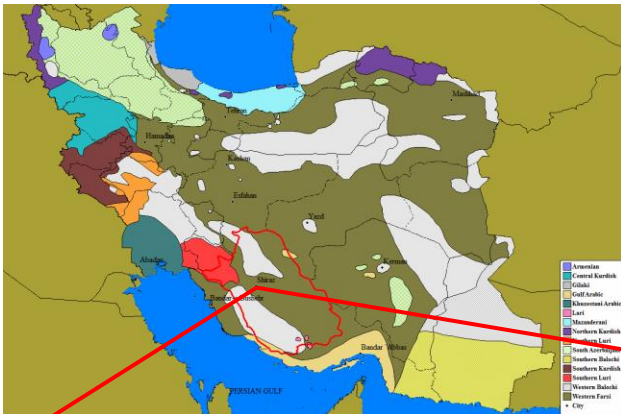 Tehran
Mashhad
Hamadan
Kashan
Esfahan
Yazd
Abadan
Kerman
Shiraz
Bandar Bushehr
Bandar Abbas
PERSIAN GULF
Armenian
Central Kurdish
Gilaki
Gulf Arabic
Khuzestani Arabic
Lari
Mazanderani
Northern Kurdish
Northern Luri
South Azerbaijani
Southern Balochi
Southern Kurdish
Southern Luri
Western Balochi
Western Farsi
City